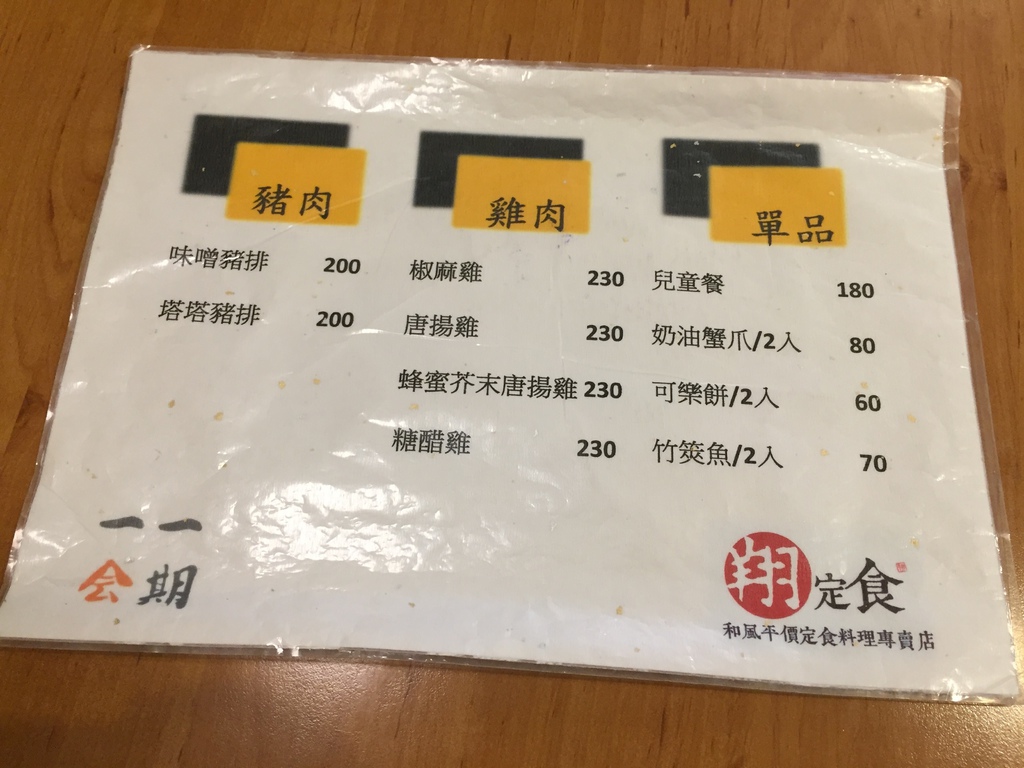 豬肉
味噌豬排 200
塔塔豬排 200
雞肉
椒麻雞 230
唐揚雞 230
蜂蜜芥末唐揚雞 230
糖醋雞 230
單品
兒童餐 180
奶油蟹爪/2入 80
可樂餅/2入 60
竹筴魚/2入 70
一一
会期
翔定食
和風平價定食料理專賣店